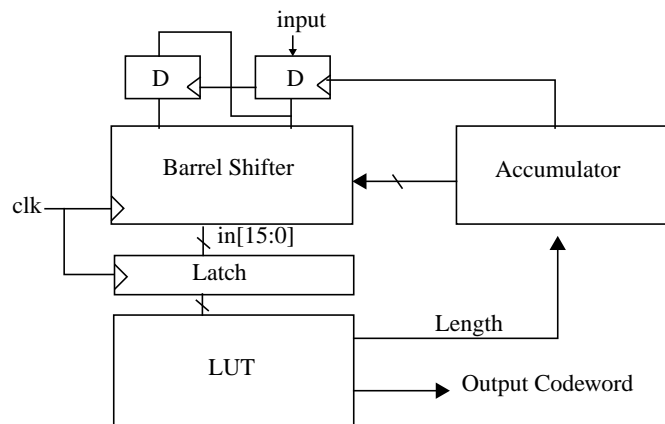 input
D
D
Barrel Shifter
Accumulator
clk
in[15:0]
Latch
Length
LUT
Output Codeword